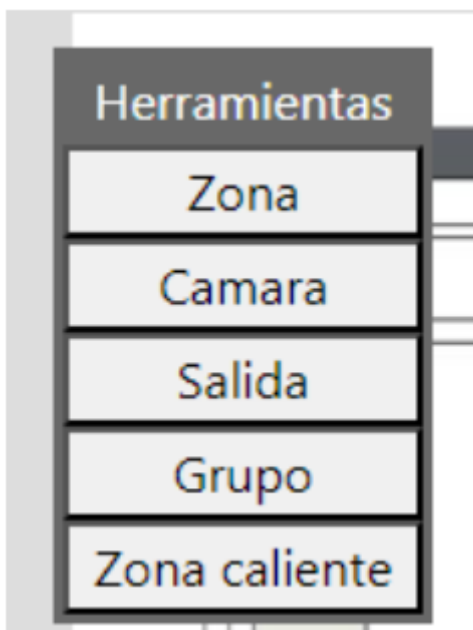 Herramientas
Zona
Camara
Salida
Grupo
Zona caliente